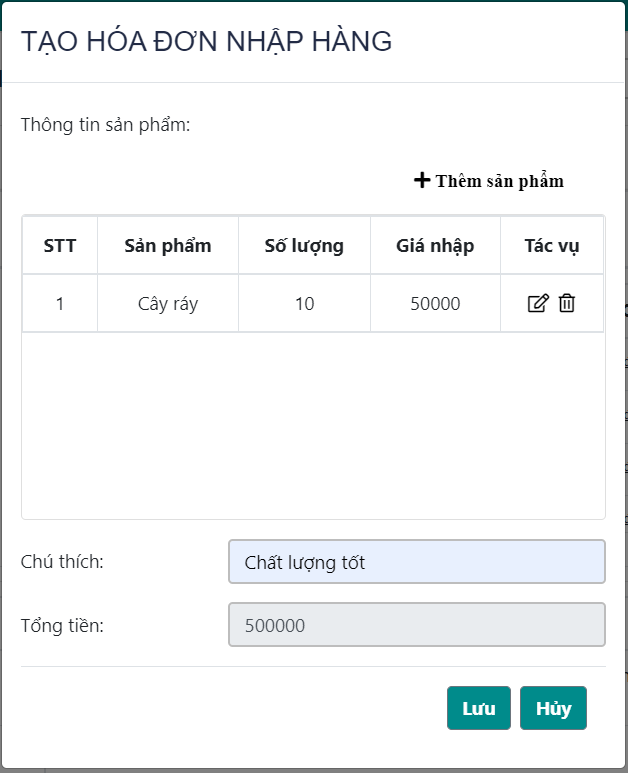 TẠO HÓA ĐƠN NHẬP HÀNG
Thông tin sản phẩm:
Thêm sản phẩm
STT Sản phẩm Số lượng Giá nhập Tác vụ
1 Cây ráy 10 50000
Chú thích: Chất lượng tốt
Tổng tiền: 500000
Lưu Hủy